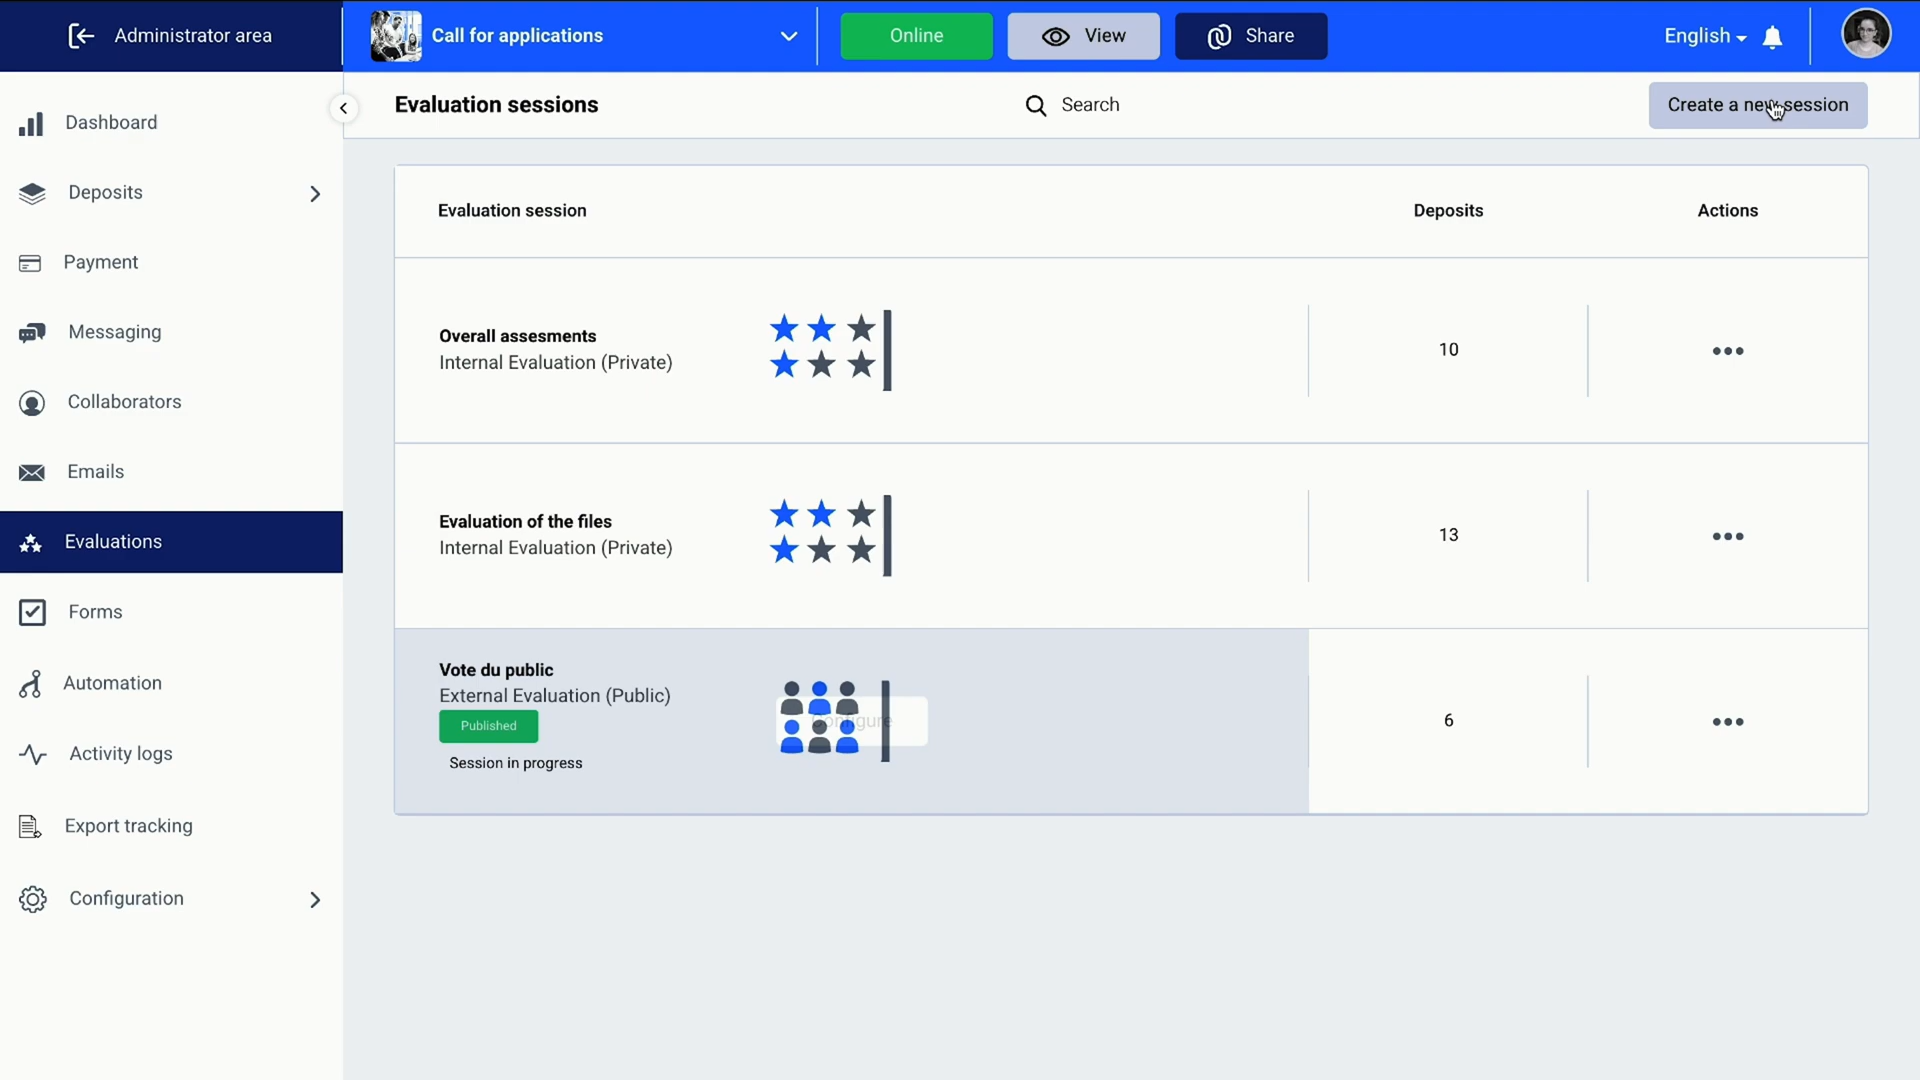 Administrator area
Call for applications
Online
View
Share
English
Dashboard
Deposits
Payment
Messaging
Collaborators
Emails
Evaluations
Forms
Automation
Activity logs
Export tracking
Configuration
Evaluation sessions
Search
Create a new session
Evaluation session
Deposits
Actions
Overall assesments
Internal Evaluation (Private)
10
Evaluation of the files
Internal Evaluation (Private)
13
Vote du public
External Evaluation (Public)
Published
Session in progress
Configure
6